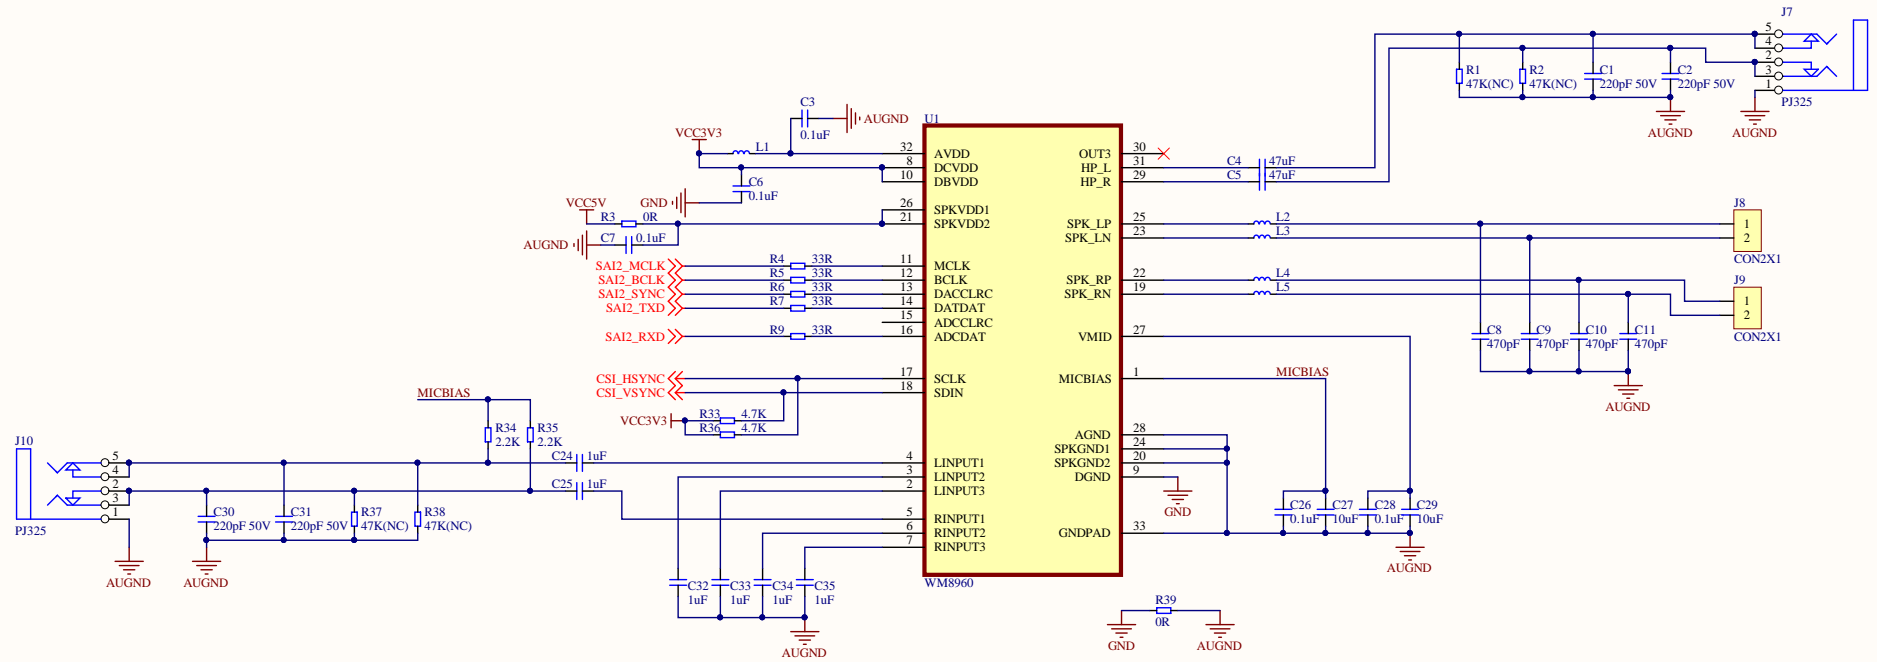 J7
5
4
2
3
1
PJ325
R1
47K(NC)
R2
47K(NC)
C1
220pF 50V
C2
220pF 50V
AUGND
AUGND
C3
0.1uF
AUGND
VCC3V3
L1
C6
0.1uF
GND
VCC5V
R3 0R
C7 0.1uF
AUGND
SAI2_MCLK R4 33R
SAI2_BCLK R5 33R
SAI2_SYNC R6 33R
SAI2_TXD R7 33R
SAI2_RXD R9 33R
CSI_HSYNC
CSI_VSYNC
VCC3V3
R33 4.7K
R36 4.7K
U1
32 AVDD
8 DCVDD
10 DBVDD
26 SPKVDD1
21 SPKVDD2
11 MCLK
12 BCLK
13 DACCLRC
14 DATDAT
15 ADCCLRC
16 ADCDAT
17 SCLK
18 SDIN
4 LINPUT1
3 LINPUT2
2 LINPUT3
5 RINPUT1
6 RINPUT2
7 RINPUT3
OUT3 30
HP_L 31
HP_R 29
SPK_LP 25
SPK_LN 23
SPK_RP 22
SPK_RN 19
VMID 27
MICBIAS 1
AGND 28
SPKGND1 24
SPKGND2 20
DGND 9
GNDPAD 33
WM8960
C4 47uF
C5 47uF
L2
L3
L4
L5
J8
1
2
CON2X1
J9
1
2
CON2X1
C8
470pF
C9
470pF
C10
470pF
C11
470pF
AUGND
MICBIAS
GND
C26
0.1uF
C27
10uF
C28
0.1uF
C29
10uF
AUGND
MICBIAS
R34
2.2K
R35
2.2K
J10
5
4
2
3
1
PJ325
C24 1uF
C25 1uF
C30
220pF 50V
C31
220pF 50V
R37
47K(NC)
R38
47K(NC)
AUGND
AUGND
C32
1uF
C33
1uF
C34
1uF
C35
1uF
AUGND
R39
0R
GND
AUGND